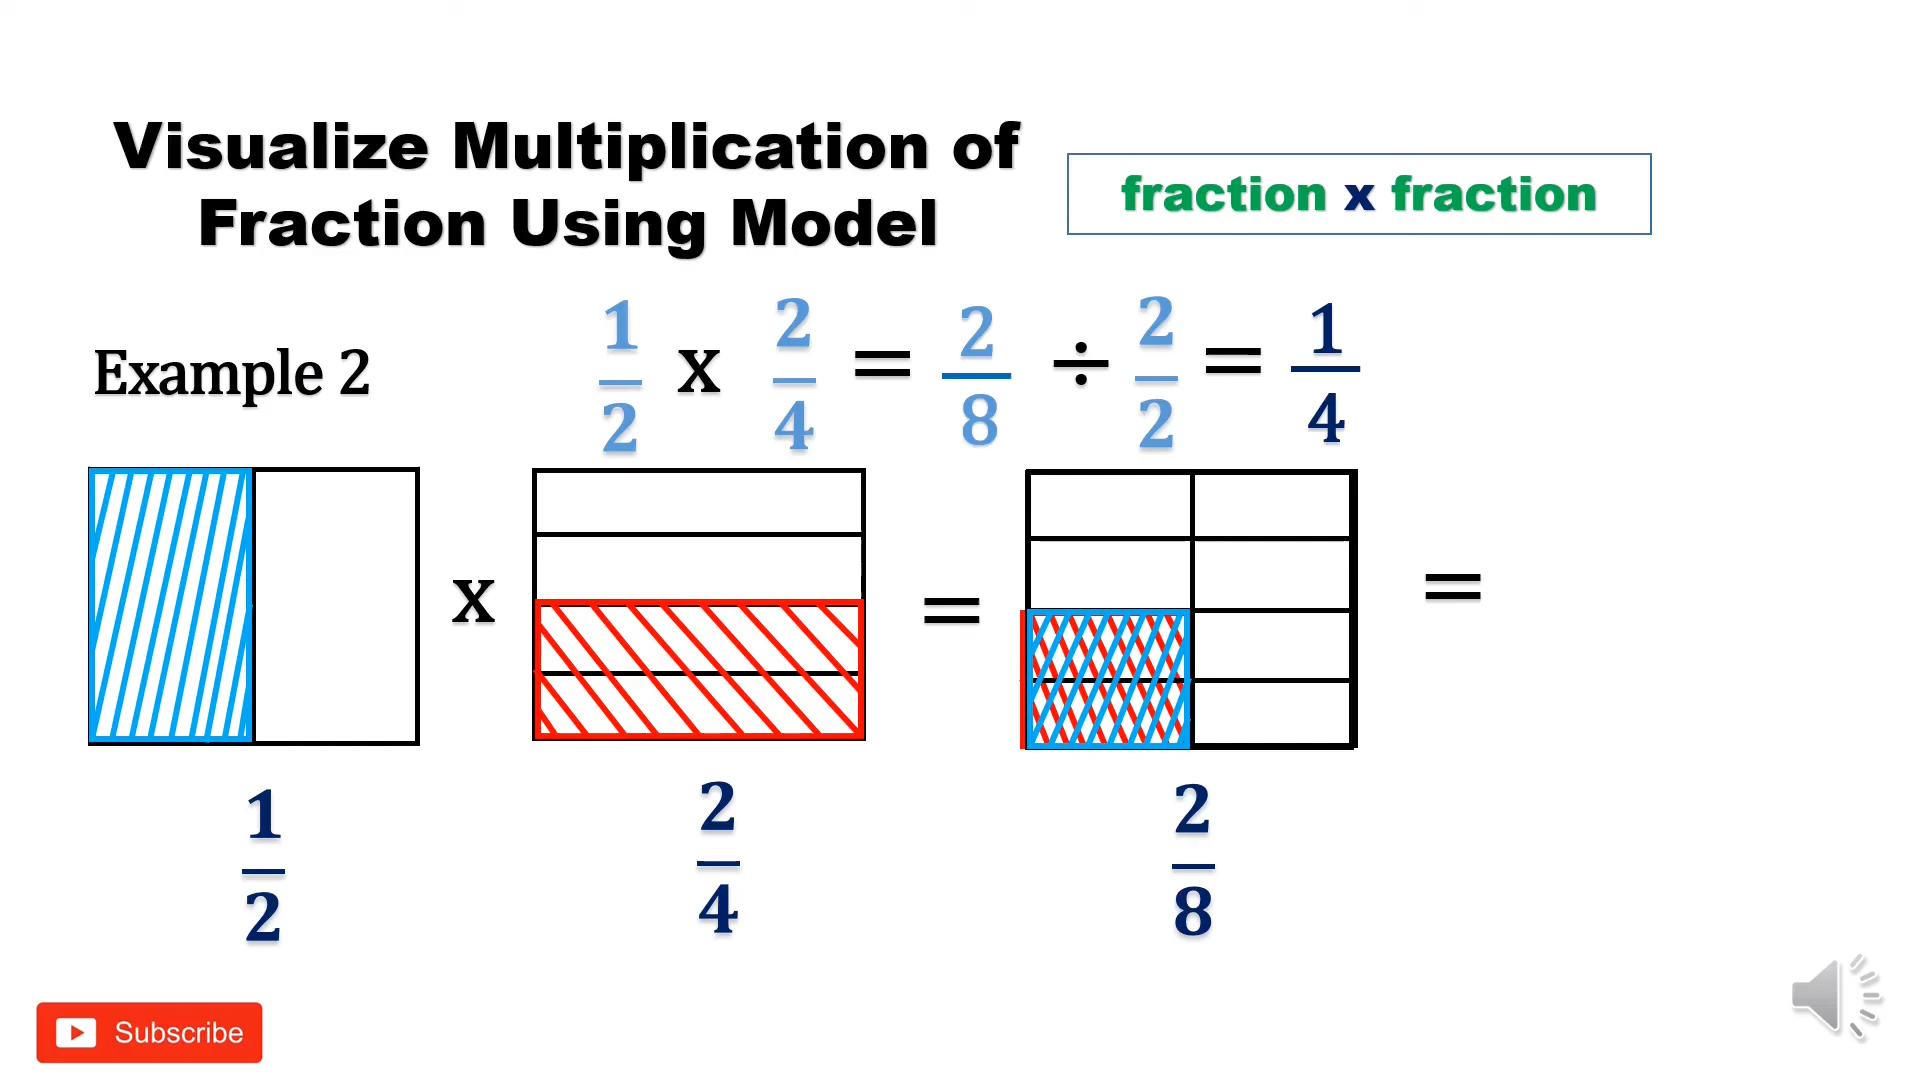 Visualize Multiplication of
Fraction Using Model
fraction x fraction
Example 2
1/2 x 2/4 = 2/8 ÷ 2/2 = 1/4
x = =
1/2 2/4 2/8
Subscribe